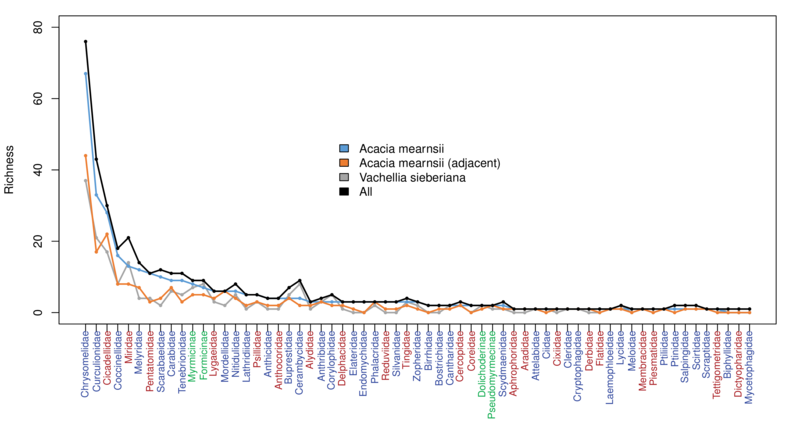 Richness
80
60
40
20
0
Acacia mearnsii
Acacia mearnsii (adjacent)
Vachellia sieberiana
All
Chrysomelidae
Curculionidae
Cicadellidae
Coccinellidae
Miridae
Melyridae
Pentatomidae
Scarabaeidae
Carabidae
Tenebrionidae
Myrmicinae
Formicinae
Lygaeidae
Mordellidae
Nitidulidae
Lathridiidae
Psillidae
Anthicidae
Anthocoridae
Buprestidae
Cerambycidae
Alydidae
Anthribidae
Corylophidae
Delphacidae
Elateridae
Endomychidae
Phalacridae
Reduviidae
Silvanidae
Tingidae
Zopheridae
Birrhidae
Bostrichidae
Cantharidae
Cercopidae
Coreidae
Dolichoderinae
Pseudomyrmecinae
Scydmaenidae
Aphrophoridae
Aradidae
Attelabidae
Cidae
Cixiidae
Cleridae
Cryptophagidae
Derbidae
Flatidae
Laemophloeidae
Lycidae
Meloidae
Membracidae
Piesmatidae
Ptiliidae
Ptinidae
Salpingidae
Scirtidae
Scraptiidae
Tettigometridae
Biphyllidae
Dictyopharidae
Mycetophagidae